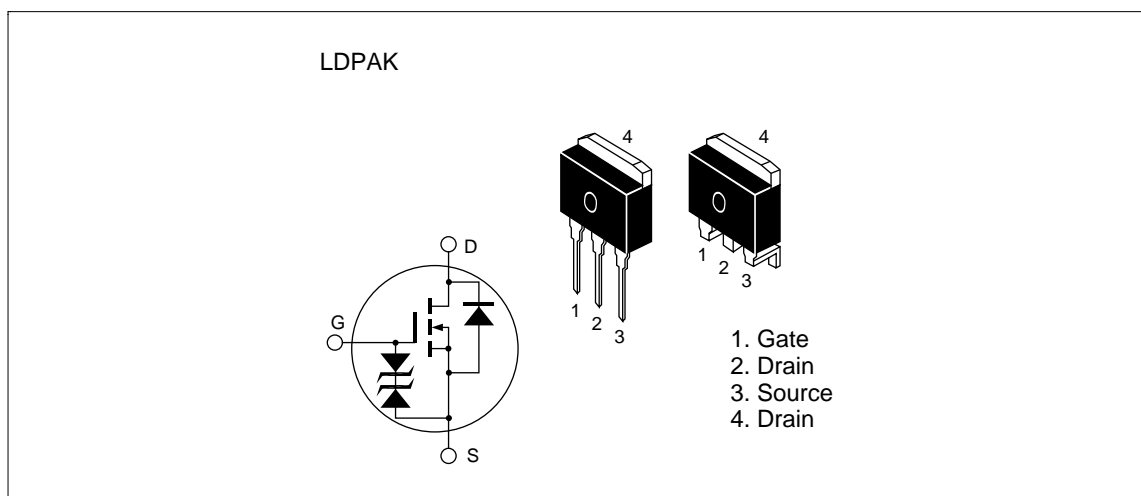 LDPAK
4
4
1
2
3
1
2
3
D
G
S
1. Gate
2. Drain
3. Source
4. Drain